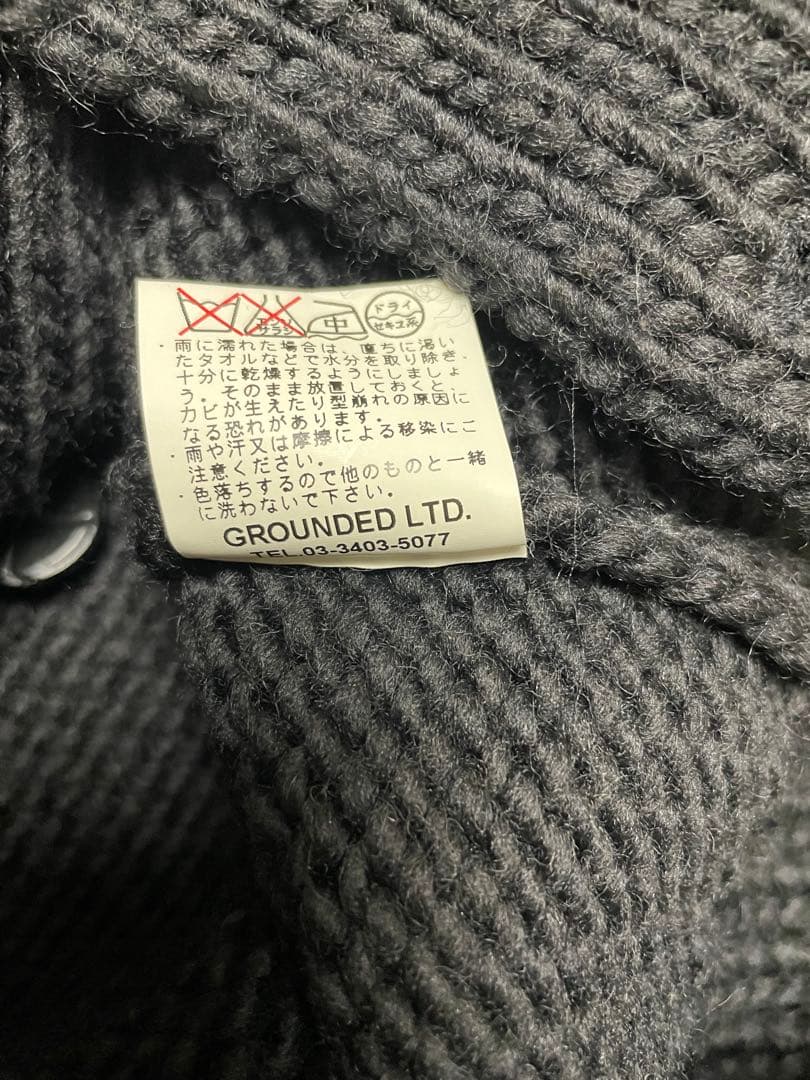 中 ドライ
サラシ セキユ系
・雨に濡れた場合は、直ちに渇い
たタオルなどで水分を取り除き、
十分に乾燥するようにしましょ
う。そのまま放置しておくと、
カビが生えたり型崩れの原因に
なる恐れがあります。
・雨や汗又は摩擦による移染にご
注意ください。
・色落ちするので他のものと一緒
に洗わないで下さい。
GROUNDED LTD.
TEL.03-3403-5077